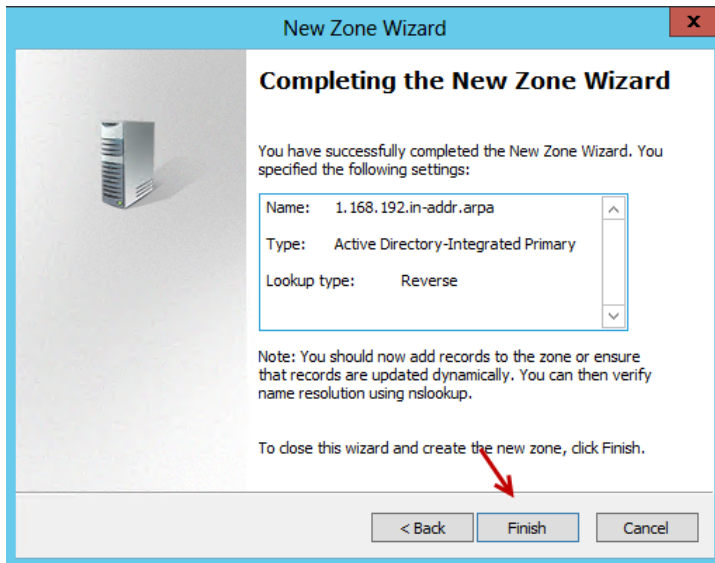 New Zone Wizard
x
Completing the New Zone Wizard
You have successfully completed the New Zone Wizard. You
specified the following settings:
Name: 1.168.192.in-addr.arpa
Type: Active Directory-Integrated Primary
Lookup type: Reverse
Note: You should now add records to the zone or ensure
that records are updated dynamically. You can then verify
name resolution using nslookup.
To close this wizard and create the new zone, click Finish.
< Back Finish Cancel